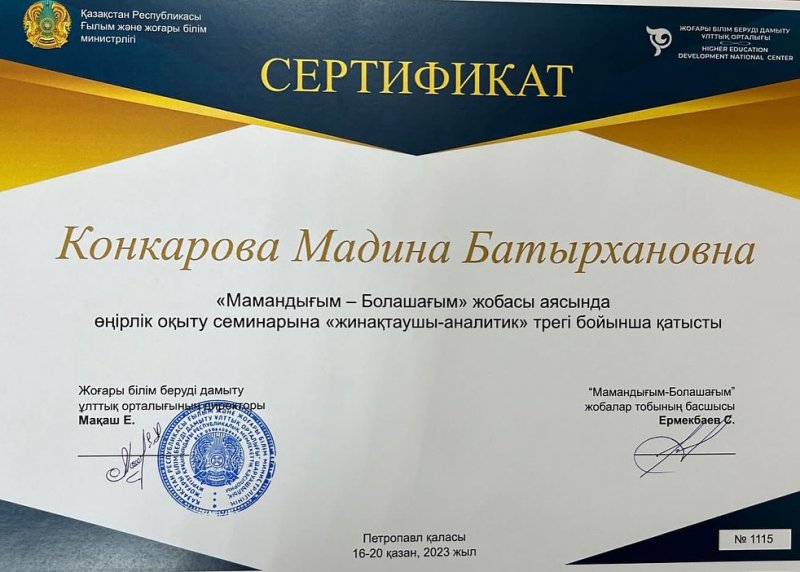 Қазақстан Республикасы
Ғылым және жоғары білім
министрлігі
ЖОҒАРЫ БІЛІМ БЕРУДІ ДАМЫТУ
ҰЛТТЫҚ ОРТАЛЫҒЫ
HIGHER EDUCATION
DEVELOPMENT NATIONAL CENTER
СЕРТИФИКАТ
Конкарова Мадина Батырхановна
«Мамандығым – Болашағым» жобасы аясында
өңірлік оқыту семинарына «жинақтаушы-аналитик» трегі бойынша қатысты
Жоғары білім беруді дамыту
ұлттық орталығының директоры
Мақаш Е.
“Мамандығым-Болашағым”
жобалар тобының басшысы
Ермекбаев С.
Петропавл қаласы
16-20 қазан, 2023 жыл
№ 1115